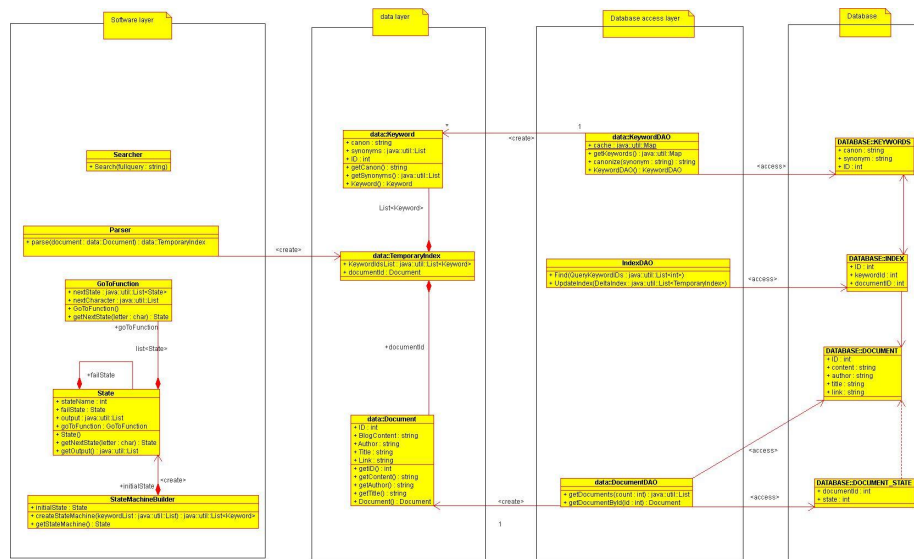 Software layer
data layer
Database access layer
Database
Searcher
+ Search(fullquery : string)
Parser
+ parse(document : data::Document) : data::TemporaryIndex
<create>
GoToFunction
+ nextState : java::util::List<State>
+ nextCharacter : java::util::List
+ GoToFunction()
+ getNextState(letter : char) : State
+goToFunction
list<State>
+failState
State
+ stateName : int
+ failState : State
+ output : java::util::List
+ goToFunction : GoToFunction
+ State()
+ getNextState(letter : char) : State
+ getOutput() : java::util::List
<create>
+initialState
StateMachineBuilder
+ initialState : State
+ createStateMachine(keywordList : java::util::List) : java::util::List<Keyword>
+ getStateMachine() : State
data::Keyword
+ canon : string
+ synonyms : java::util::List
+ ID : int
+ getCanon() : string
+ getSynonyms() : java::util::List
+ Keyword() : Keyword
*
<create>
1
List<Keyword>
data::TemporaryIndex
+ KeywordIdsList : java::util::List<Keyword>
+ documentId : Document
+documentId
data::Document
+ ID : int
+ BlogContent : string
+ Author : string
+ Title : string
+ Link : string
+ getID() : int
+ getContent() : string
+ getAuthor() : string
+ getTitle() : string
+ Document() : Document
<create>
1
data::KeywordDAO
+ cache : java::util::Map
+ getKeywords() : java::util::Map
+ canonize(synonym : string) : string
+ KeywordDAO() : KeywordDAO
<access>
IndexDAO
+ Find(QueryKeywordIDs : java::util::List<int>)
+ UpdateIndex(DeltaIndex : java::util::List<TemporaryIndex>)
<access>
data::DocumentDAO
+ getDocuments(count : int) : java::util::List
+ getDocumentById(id : int) : Document
<access>
<access>
DATABASE::KEYWORDS
+ canon : string
+ synonym : string
+ ID : int
DATABASE::INDEX
+ ID : int
+ keywordId : int
+ documentID : int
DATABASE::DOCUMENT
+ ID : int
+ content : string
+ author : string
+ title : string
+ link : string
DATABASE::DOCUMENT_STATE
+ documentId : int
+ state : int